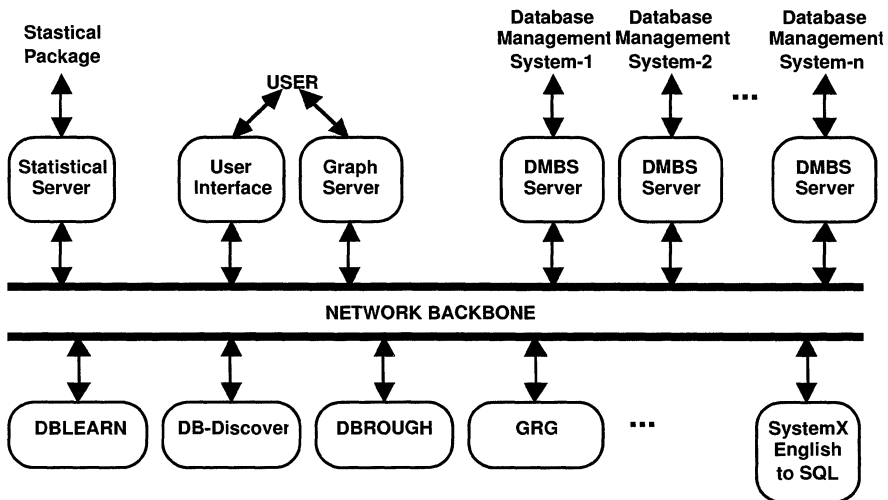 Stastical
Package
USER
Database
Management
System-1
Database
Management
System-2
...
Database
Management
System-n
Statistical
Server
User
Interface
Graph
Server
DMBS
Server
DMBS
Server
DMBS
Server
NETWORK BACKBONE
DBLEARN
DB-Discover
DBROUGH
GRG
...
SystemX
English
to SQL